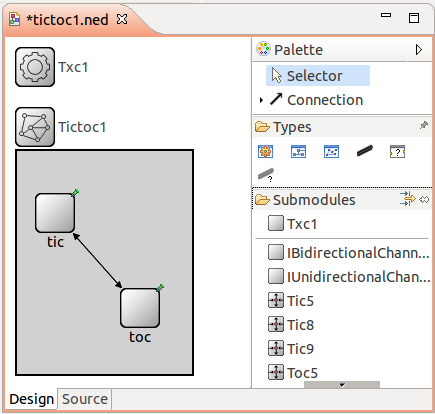 *tictoc1.ned
Txc1
Tictoc1
tic
toc
Palette
Selector
Connection
Types
Submodules
Txc1
IBidirectionalChann...
IUnidirectionalChan...
Tic5
Tic8
Tic9
Toc5
Design
Source